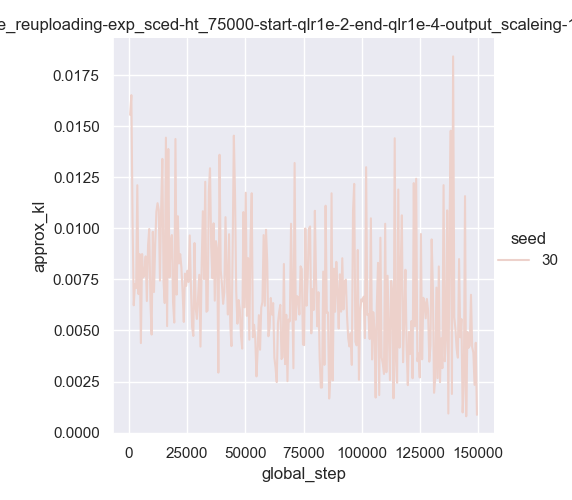 e_reuploading-exp_sced-ht_75000-start-qlr1e-2-end-qlr1e-4-output_scaleing-1
0.0175
0.0150
0.0125
0.0100
0.0075
0.0050
0.0025
0.0000
approx_kl
0 25000 50000 75000 100000 125000 150000
global_step
seed
30